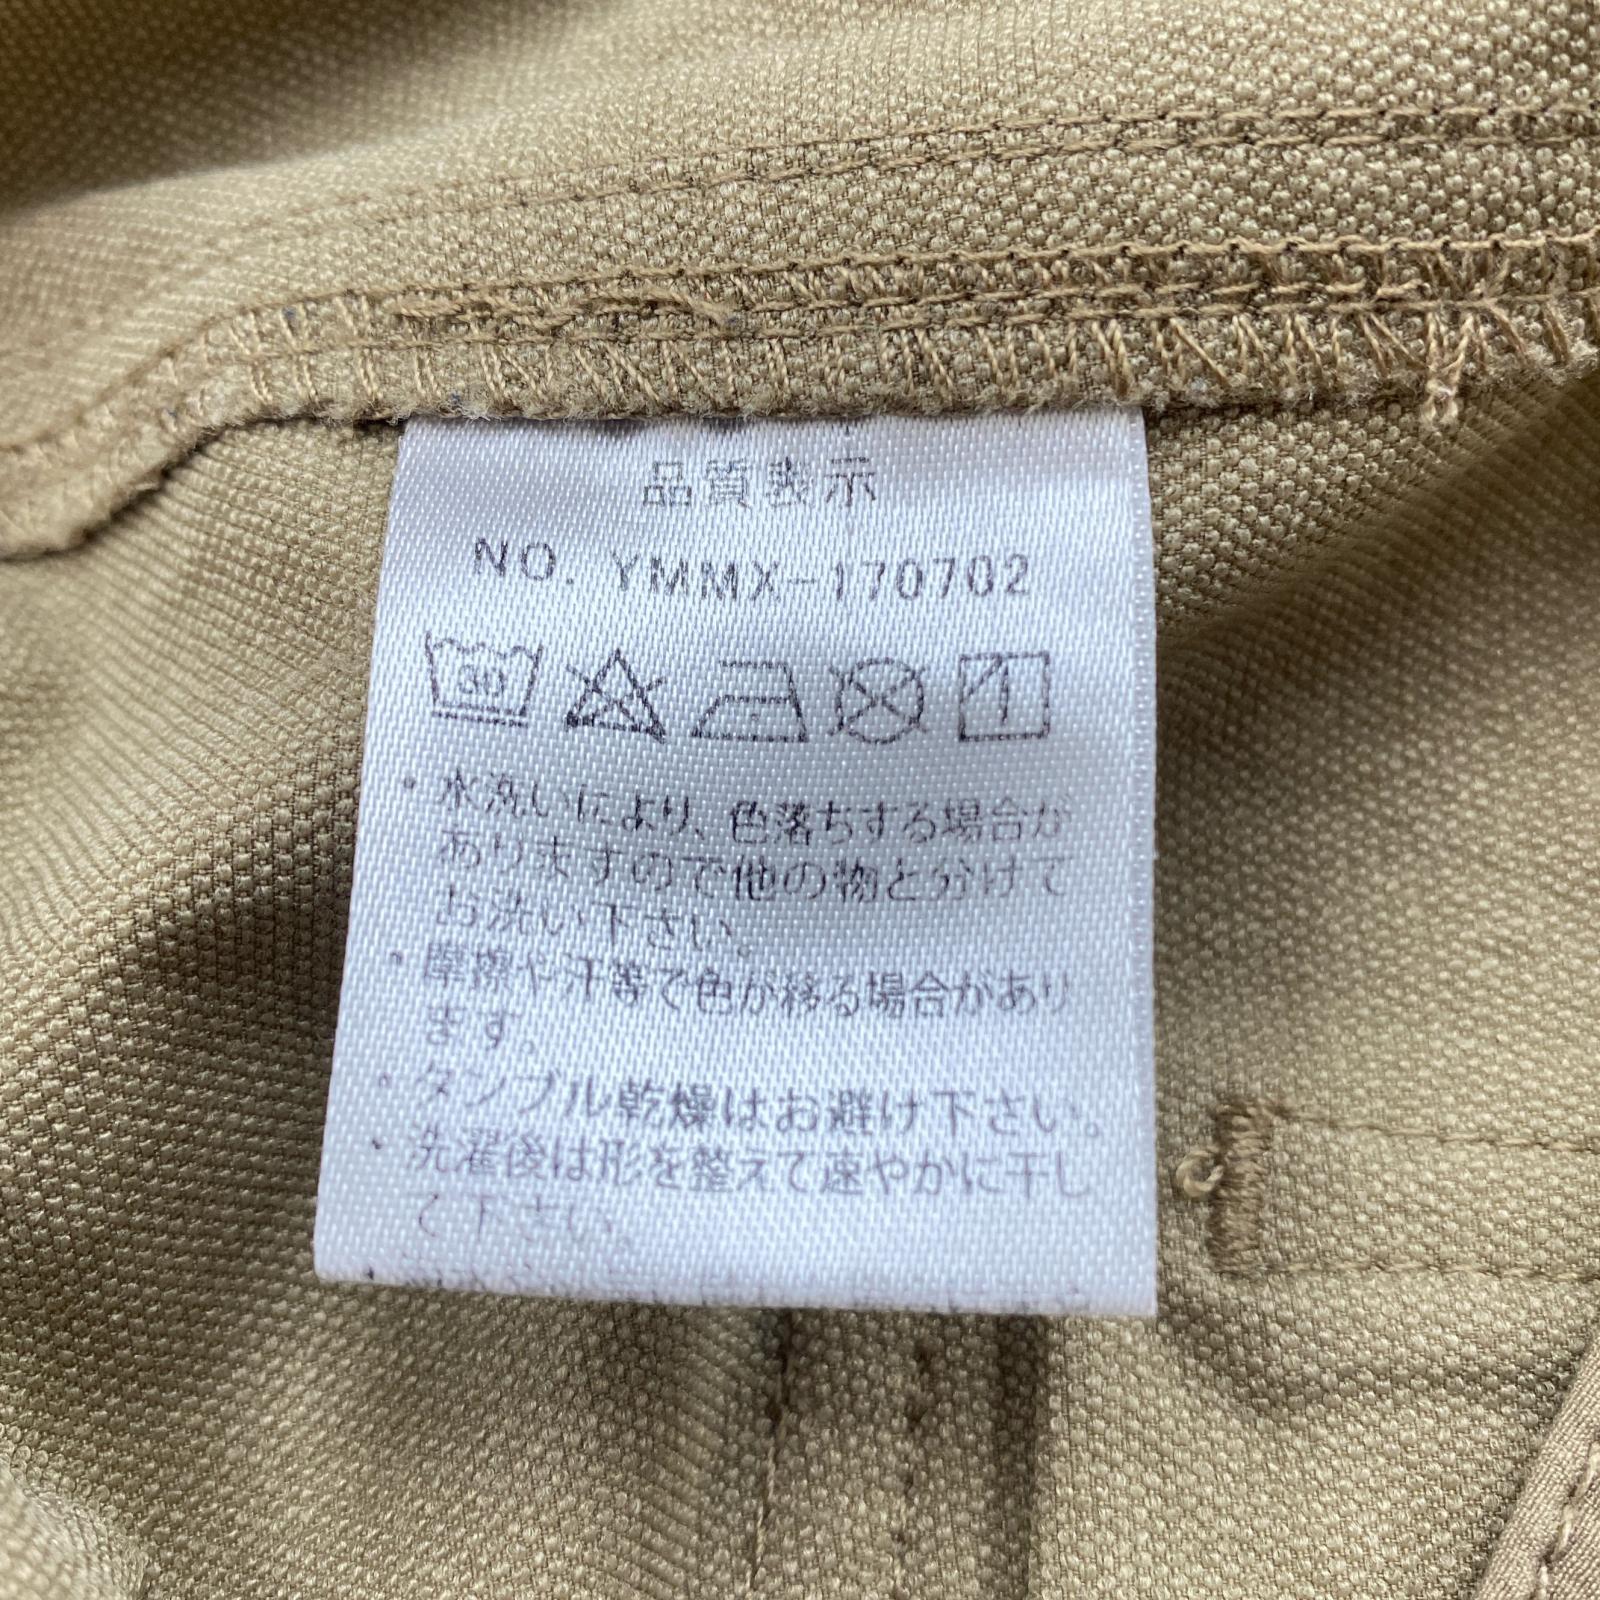 品質表示
NO. YMMX-170702
30
・水洗いにより、色落ちする場合が
ありますので他の物と分けて
お洗い下さい。
・摩擦や汗等で色が移る場合があり
ます。
・タンブル乾燥はお避け下さい。
・洗濯後は形を整えて速やかに干し
て下さい。